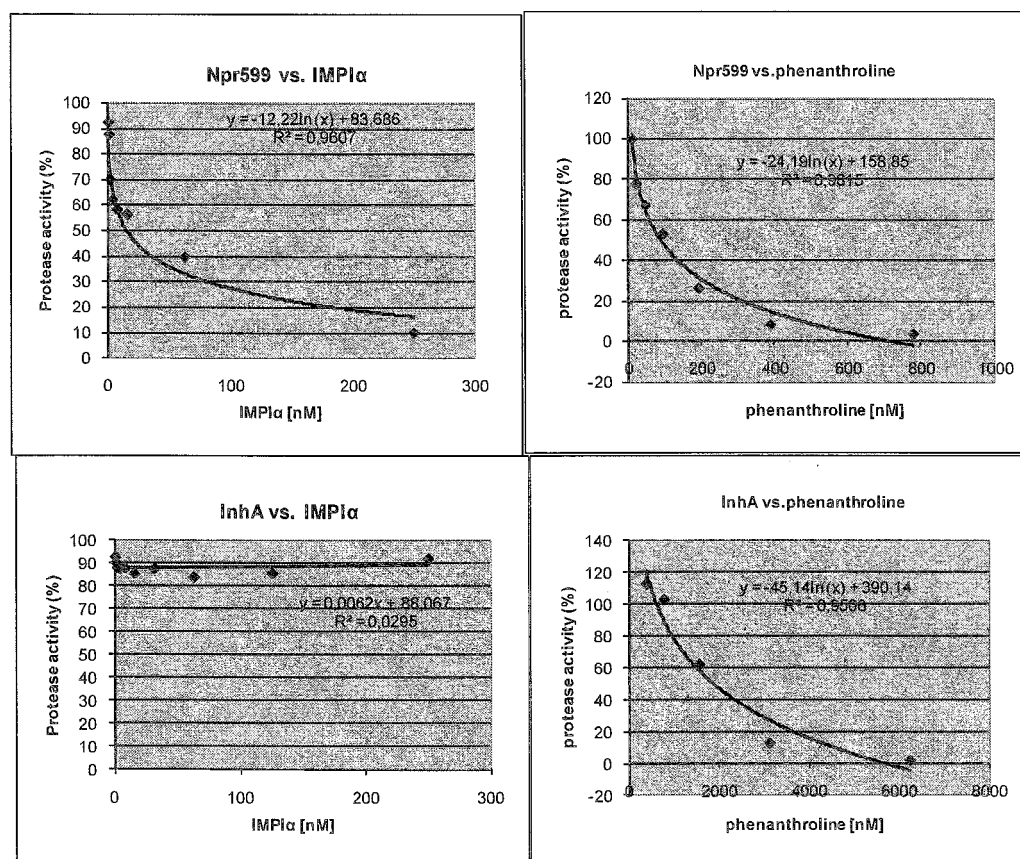 Npr599 vs. IMPIα
Protease activity (%)
100
90
80
70
60
50
40
30
20
10
0
y = -12,22ln(x) + 83,686
R² = 0,9607
0 100 200 300
IMPIα [nM]
Npr599 vs.phenanthroline
protease activity (%)
120
100
80
60
40
20
0
-20
y = -24,19ln(x) + 158,85
R² = 0,9815
0 200 400 600 800 1000
phenanthroline [nM]
InhA vs. IMPIα
Protease activity (%)
100
90
80
70
60
50
40
30
20
10
0
y = 0,0062x + 88,067
R² = 0,0295
0 100 200 300
IMPIα [nM]
InhA vs.phenanthroline
protease activity (%)
140
120
100
80
60
40
20
0
-20
y = -45,14ln(x) + 390,14
0 2000 4000 6000 8000
phenanthroline [nM]